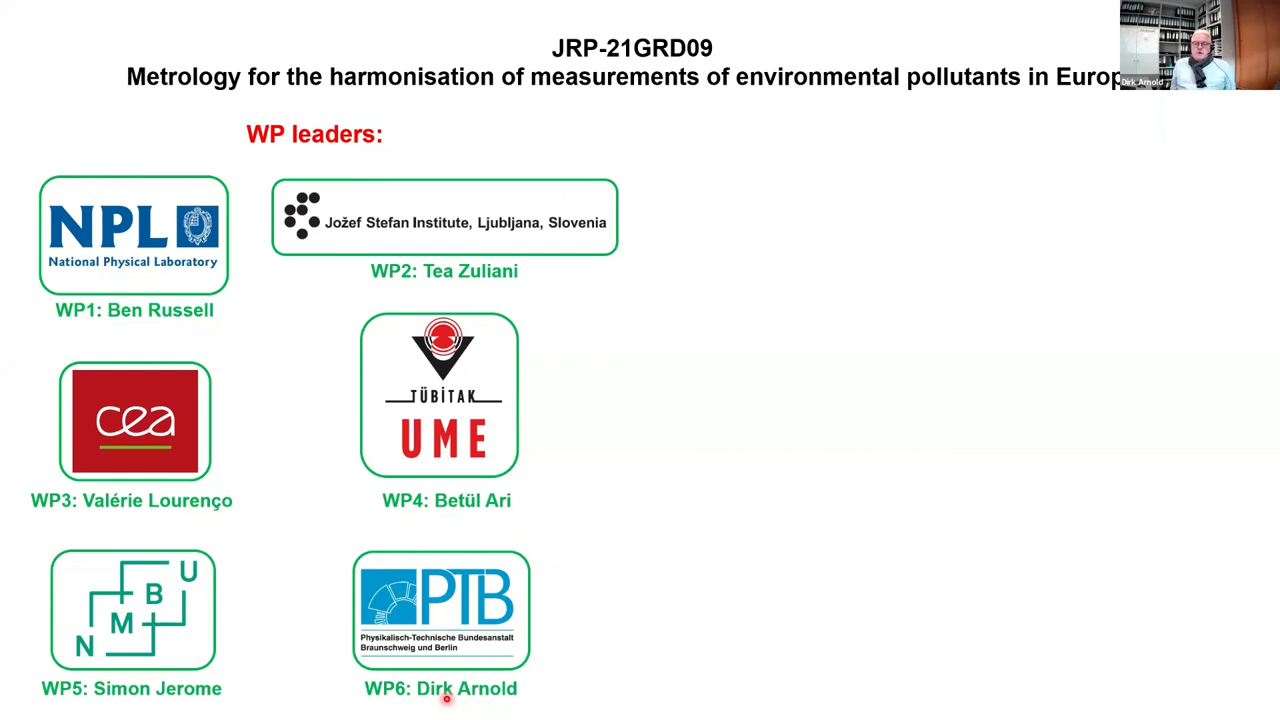 JRP-21GRD09
Metrology for the harmonisation of measurements of environmental pollutants in Europ
Dirk Arnold
WP leaders:
NPL
National Physical Laboratory
WP1: Ben Russell
Jožef Stefan Institute, Ljubljana, Slovenia
WP2: Tea Zuliani
cea
WP3: Valérie Lourenço
TÜBİTAK
UME
WP4: Betül Ari
U
B
M
N
WP5: Simon Jerome
PTB
Physikalisch-Technische Bundesanstalt
Braunschweig und Berlin
WP6: Dirk Arnold